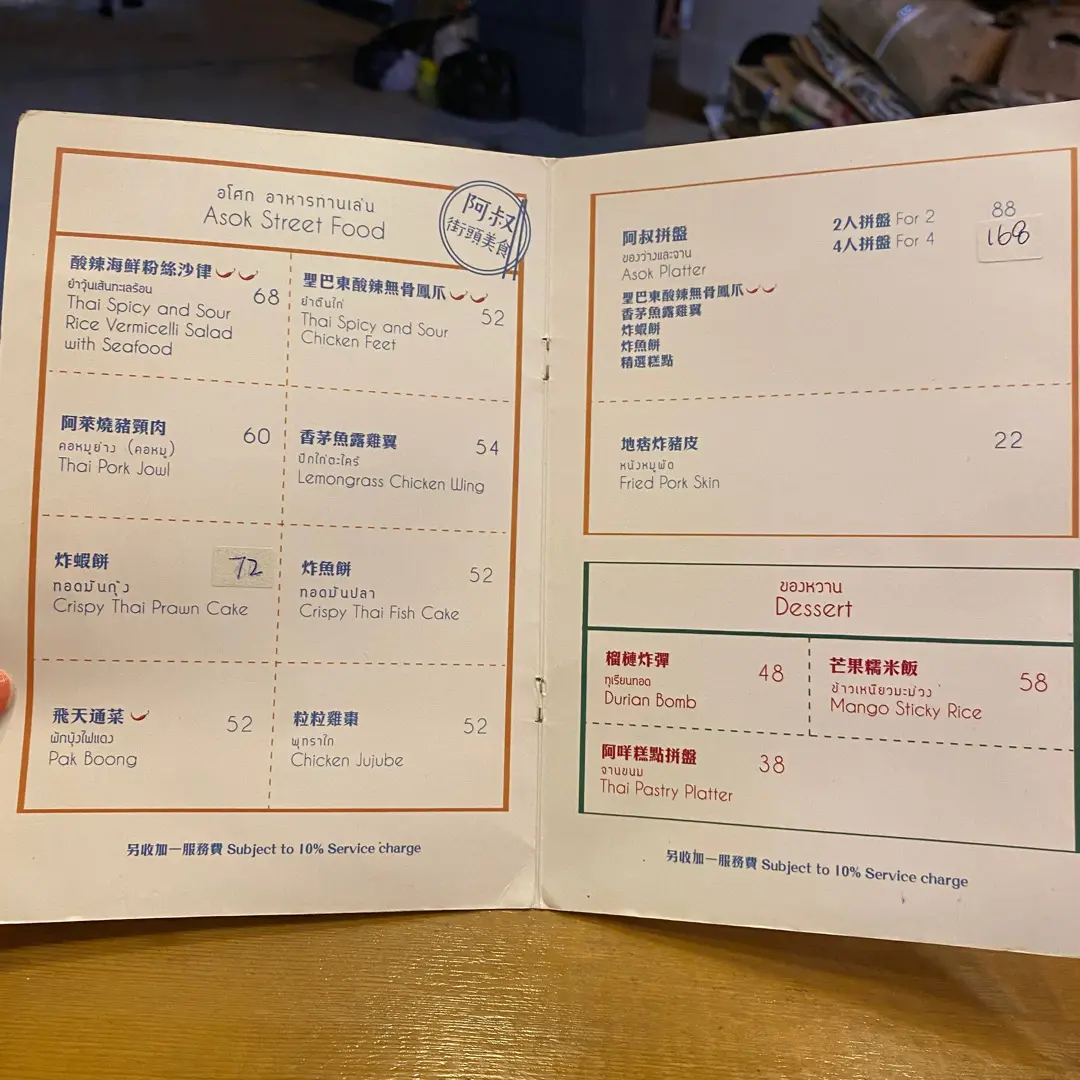 อโศก อาหารทานเล่น
Asok Street Food
阿叔
街頭美食
酸辣海鮮粉絲沙律
ยำวุ้นเส้นทะเลร้อน
68
Thai Spicy and Sour
Rice Vermicelli Salad
with Seafood
聖巴東酸辣無骨鳳爪
ยำตีนไก่
52
Thai Spicy and Sour
Chicken Feet
阿萊燒豬頸肉
60
คอหมูย่าง (คอหมู)
Thai Pork Jowl
香茅魚露雞翼
54
ปีกไก่ตะไคร้
Lemongrass Chicken Wing
炸蝦餅
72
ทอดมันกุ้ง
Crispy Thai Prawn Cake
炸魚餅
52
ทอดมันปลา
Crispy Thai Fish Cake
飛天通菜
52
ผักบุ้งไฟแดง
Pak Boong
粒粒雞棗
52
พุทราไก่
Chicken Jujube
另收加一服務費 Subject to 10% Service charge
阿叔拼盤
2人拼盤 For 2 88
4人拼盤 For 4 168
ของว่างและจาน
Asok Platter
聖巴東酸辣無骨鳳爪
香茅魚露雞翼
炸蝦餅
炸魚餅
精選糕點
地痞炸豬皮
22
หนังหมูพัด
Fried Pork Skin
ของหวาน
Dessert
榴槤炸彈
48
ทุเรียนทอด
Durian Bomb
芒果糯米飯
58
ข้าวเหนียวมะม่วง
Mango Sticky Rice
阿咩糕點拼盤
38
จานขนม
Thai Pastry Platter
另收加一服務費 Subject to 10% Service charge